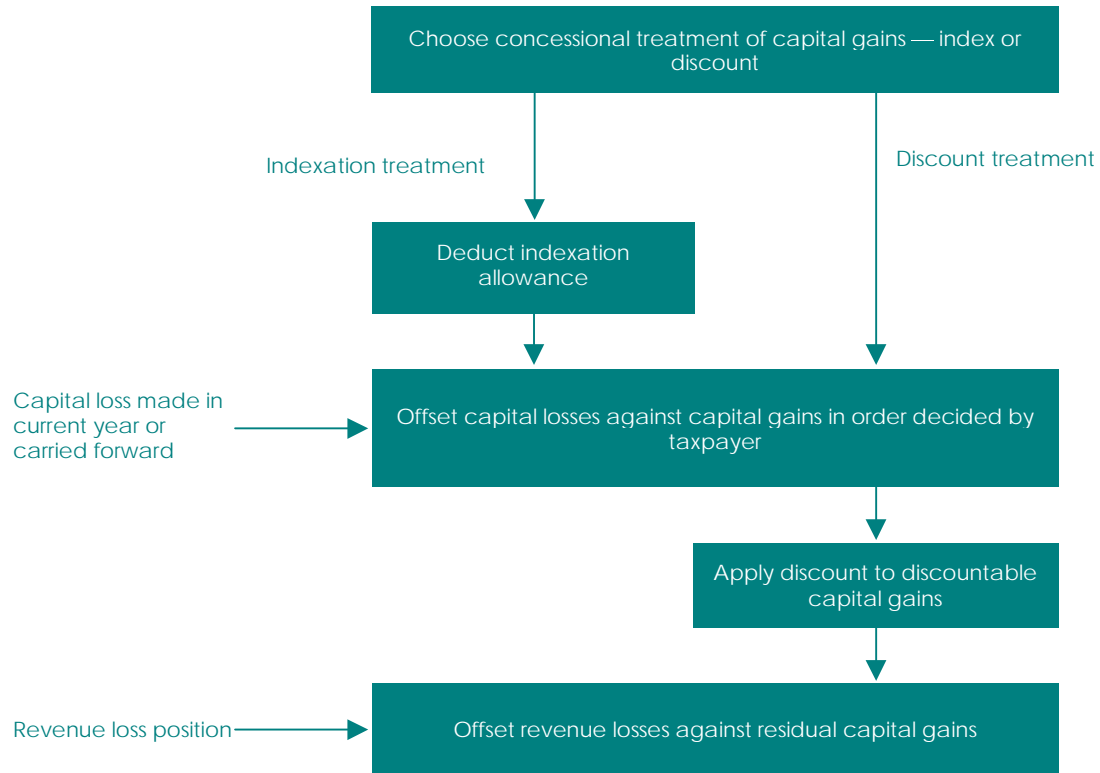 Choose concessional treatment of capital gains — index or
discount
Indexation treatment
Discount treatment
Deduct indexation
allowance
Capital loss made in
current year or
carried forward
Offset capital losses against capital gains in order decided by
taxpayer
Apply discount to discountable
capital gains
Revenue loss position
Offset revenue losses against residual capital gains